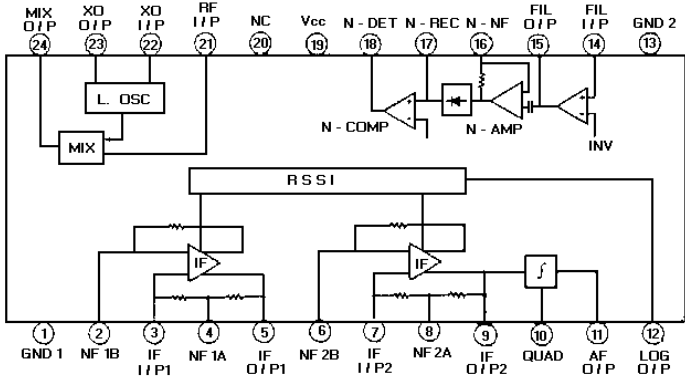 MIX O/P
XO O/P
XO I/P
RF I/P
NC
Vcc
N - DET
N - REC
N - NF
FIL O/P
FIL I/P
GND 2
24
23
22
21
20
19
18
17
16
15
14
13
L. OSC
MIX
N - COMP
N - AMP
INV
+
-
+
-
RSSI
IF
IF
∫
1
2
3
4
5
6
7
8
9
10
11
12
GND 1
NF 1B
IF I/P1
NF 1A
IF O/P1
NF 2B
IF I/P2
NF 2A
IF O/P2
QUAD
AF O/P
LOG O/P